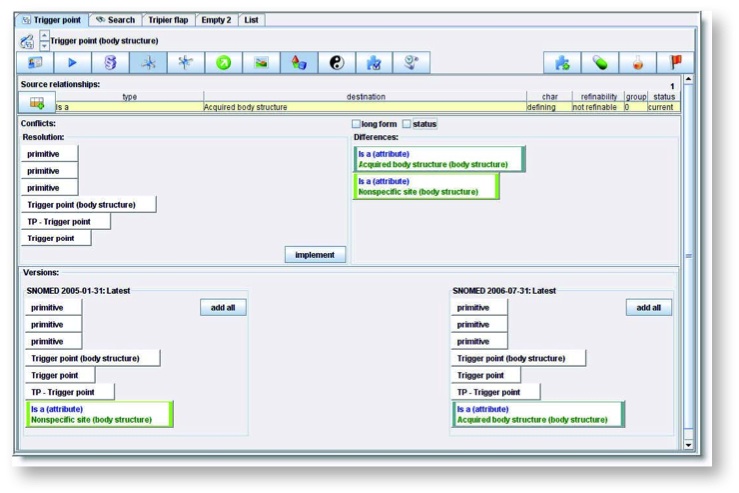 Trigger point Search Tripier flap Empty 2 List
Trigger point (body structure)
Source relationships: 1
type destination char refinability group status
Is a Acquired body structure defining not refinable 0 current
Conflicts: long form status
Resolution: Differences:
primitive
primitive
primitive
Trigger point (body structure)
TP - Trigger point
Trigger point
Is a (attribute)
Acquired body structure (body structure)
Is a (attribute)
Nonspecific site (body structure)
implement
Versions:
SNOMED 2005-01-31: Latest
add all
primitive
primitive
primitive
Trigger point (body structure)
Trigger point
TP - Trigger point
Is a (attribute)
Nonspecific site (body structure)
SNOMED 2006-07-31: Latest
add all
primitive
primitive
primitive
Trigger point (body structure)
Trigger point
TP - Trigger point
Is a (attribute)
Acquired body structure (body structure)